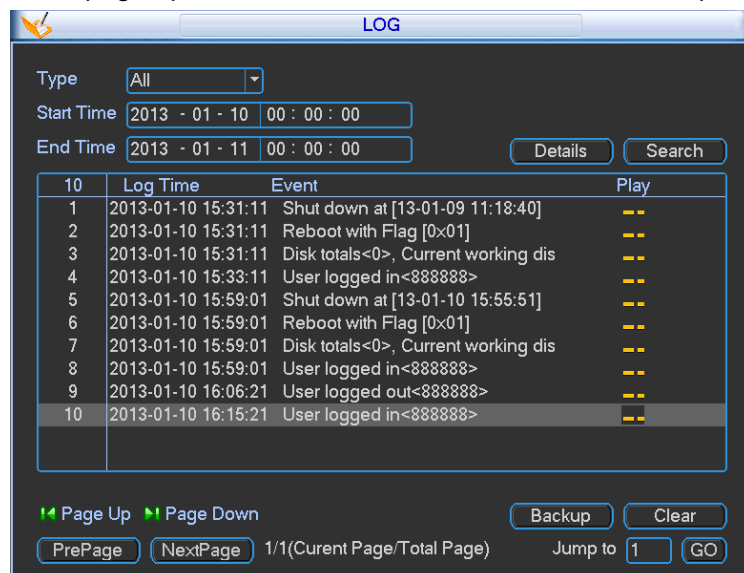 LOG
Type All
Start Time 2013 - 01 - 10 00 : 00 : 00
End Time 2013 - 01 - 11 00 : 00 : 00 Details Search
10 Log Time Event Play
1 2013-01-10 15:31:11 Shut down at [13-01-09 11:18:40]
2 2013-01-10 15:31:11 Reboot with Flag [0×01]
3 2013-01-10 15:31:11 Disk totals<0>, Current working dis
4 2013-01-10 15:33:11 User logged in<888888>
5 2013-01-10 15:59:01 Shut down at [13-01-10 15:55:51]
6 2013-01-10 15:59:01 Reboot with Flag [0×01]
7 2013-01-10 15:59:01 Disk totals<0>, Current working dis
8 2013-01-10 15:59:01 User logged in<888888>
9 2013-01-10 16:06:21 User logged out<888888>
10 2013-01-10 16:15:21 User logged in<888888>
Page Up Page Down Backup Clear
PrePage NextPage 1/1(Curent Page/Total Page) Jump to 1 GO